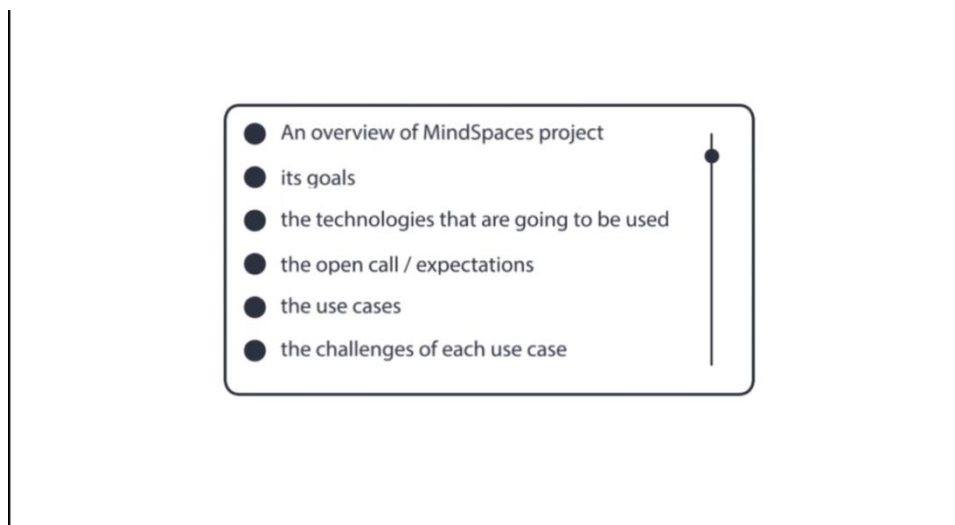 An overview of MindSpaces project
its goals
the technologies that are going to be used
the open call / expectations
the use cases
the challenges of each use case